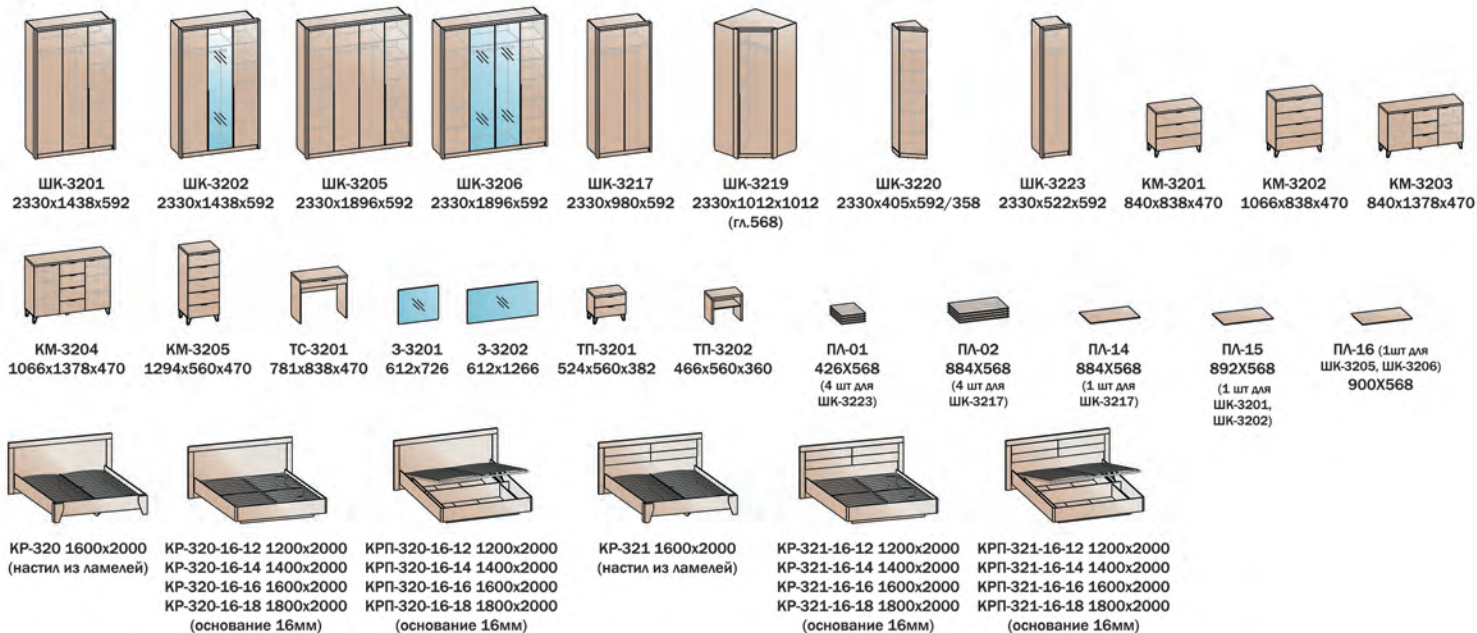 ШК-3201
2330х1438х592
ШК-3202
2330х1438х592
ШК-3205
2330х1896х592
ШК-3206
2330х1896х592
ШК-3217
2330х980х592
ШК-3219
2330х1012х1012
(гл.568)
ШК-3220
2330х405х592/358
ШК-3223
2330х522х592
КМ-3201
840х838х470
КМ-3202
1066х838х470
КМ-3203
840х1378х470
КМ-3204
1066х1378х470
КМ-3205
1294х560х470
ТС-3201
781х838х470
З-3201
612х726
З-3202
612х1266
ТП-3201
524х560х382
ТП-3202
466х560х360
ПЛ-01
426Х568
(4 шт для
ШК-3223)
ПЛ-02
884Х568
(4 шт для
ШК-3217)
ПЛ-14
884Х568
(1 шт для
ШК-3217)
ПЛ-15
892Х568
(1 шт для
ШК-3201,
ШК-3202)
ПЛ-16 (1шт для
ШК-3205, ШК-3206)
900Х568
КР-320 1600х2000
(настил из ламелей)
КР-320-16-12 1200х2000
КР-320-16-14 1400х2000
КР-320-16-16 1600х2000
КР-320-16-18 1800х2000
(основание 16мм)
КРП-320-16-12 1200х2000
КРП-320-16-14 1400х2000
КРП-320-16-16 1600х2000
КРП-320-16-18 1800х2000
(основание 16мм)
КР-321 1600х2000
(настил из ламелей)
КР-321-16-12 1200х2000
КР-321-16-14 1400х2000
КР-321-16-16 1600х2000
КР-321-16-18 1800х2000
(основание 16мм)
КРП-321-16-12 1200х2000
КРП-321-16-14 1400х2000
КРП-321-16-16 1600х2000
КРП-321-16-18 1800х2000
(основание 16мм)